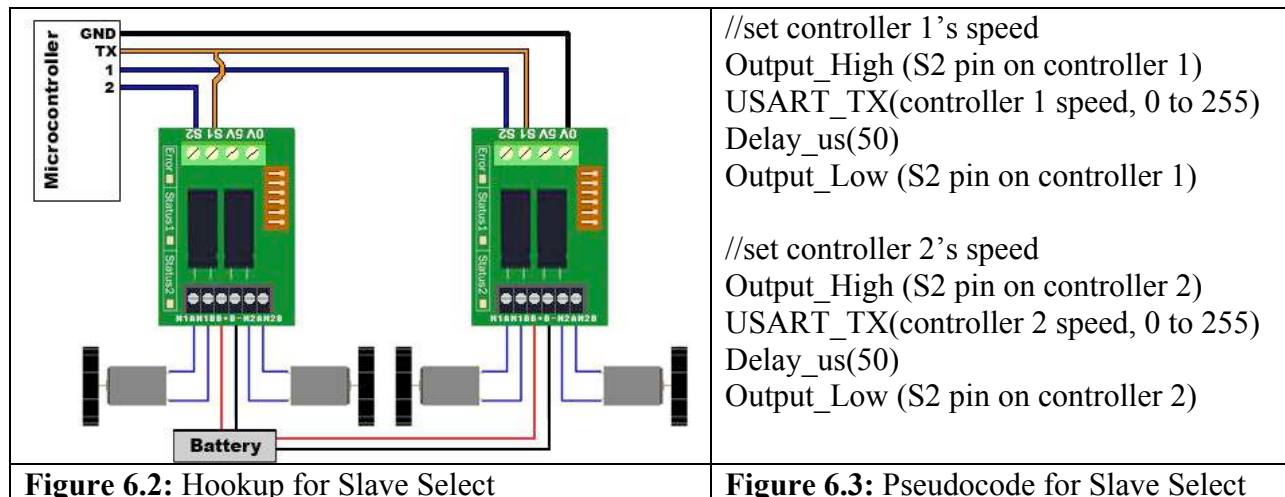 Microcontroller
GND
TX
1
2
S2 S1 5V 0V
Error
Status1
Status2
M1AM1BB+B-M2AM2B
S2 S1 5V 0V
Error
Status1
Status2
M1AM1BB+B-M2AM2B
Battery
Figure 6.2: Hookup for Slave Select
//set controller 1’s speed
Output_High (S2 pin on controller 1)
USART_TX(controller 1 speed, 0 to 255)
Delay_us(50)
Output_Low (S2 pin on controller 1)
//set controller 2’s speed
Output_High (S2 pin on controller 2)
USART_TX(controller 2 speed, 0 to 255)
Delay_us(50)
Output_Low (S2 pin on controller 2)
Figure 6.3: Pseudocode for Slave Select